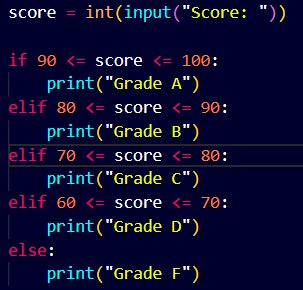 score = int(input("Score: "))

if 90 <= score <= 100:
    print("Grade A")
elif 80 <= score <= 90:
    print("Grade B")
elif 70 <= score <= 80:
    print("Grade C")
elif 60 <= score <= 70:
    print("Grade D")
else:
    print("Grade F")